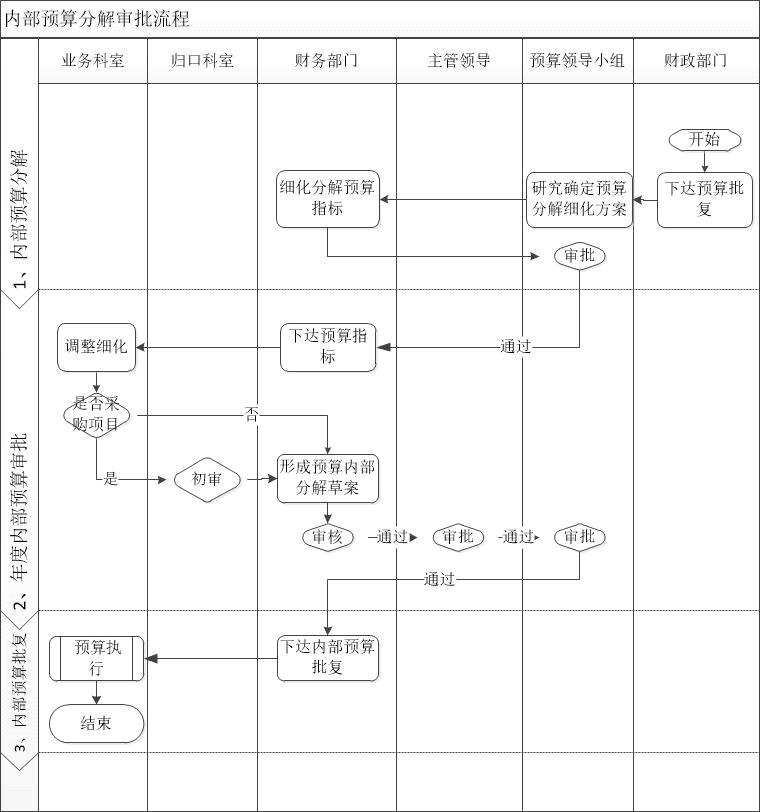 内部预算分解审批流程
业务科室
归口科室
财务部门
主管领导
预算领导小组
财政部门
1、内部预算分解
开始
细化分解预算
指标
研究确定预算
分解细化方案
下达预算批
复
审批
2、年度内部预算审批
调整细化
下达预算指
标
通过
是否采
购项目
否
是
初审
形成预算内部
分解草案
审核
通过
审批
通过
审批
通过
3、内部预算批复
预算执
行
下达内部预算
批复
结束